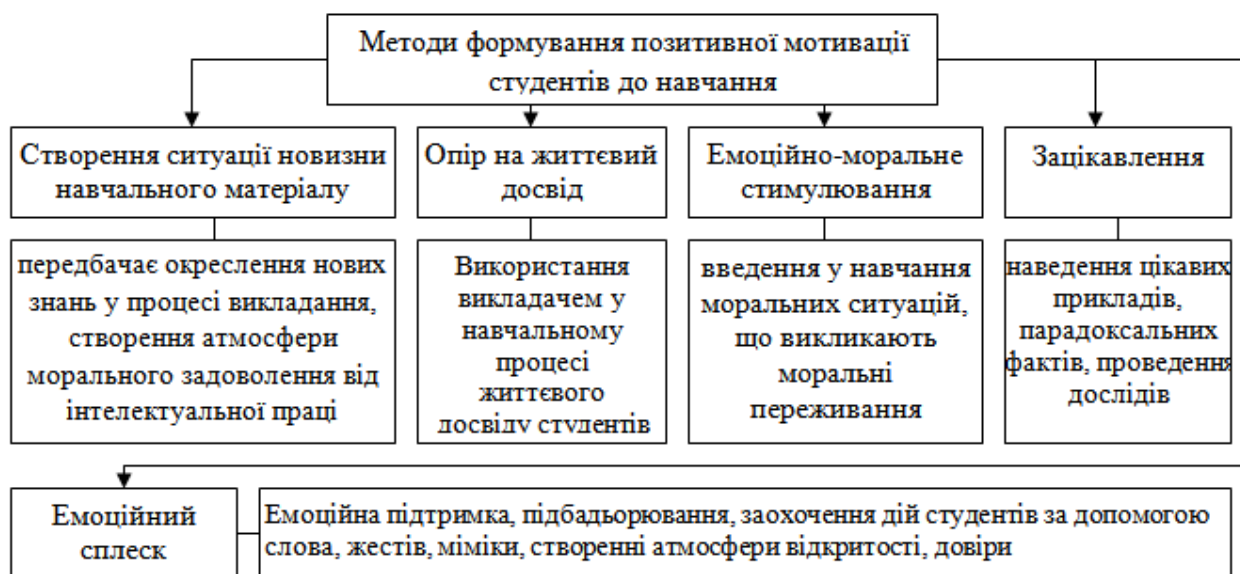 Методи формування позитивної мотивації
студентів до навчання
Створення ситуації новизни
навчального матеріалу
Опір на життєвий
досвід
Емоційно-моральне
стимулювання
Зацікавлення
передбачає окреслення нових
знань у процесі викладання,
створення атмосфери
морального задоволення від
інтелектуальної праці
Використання
викладачем у
навчальному
процесі
життєвого
досвіду студентів
введення у навчання
моральних ситуацій,
що викликають
моральні
переживання
наведення цікавих
прикладів,
парадоксальних
фактів, проведення
дослідів
Емоційний
сплеск
Емоційна підтримка, підбадьорювання, заохочення дій студентів за допомогою
слова, жестів, міміки, створенні атмосфери відкритості, довіри